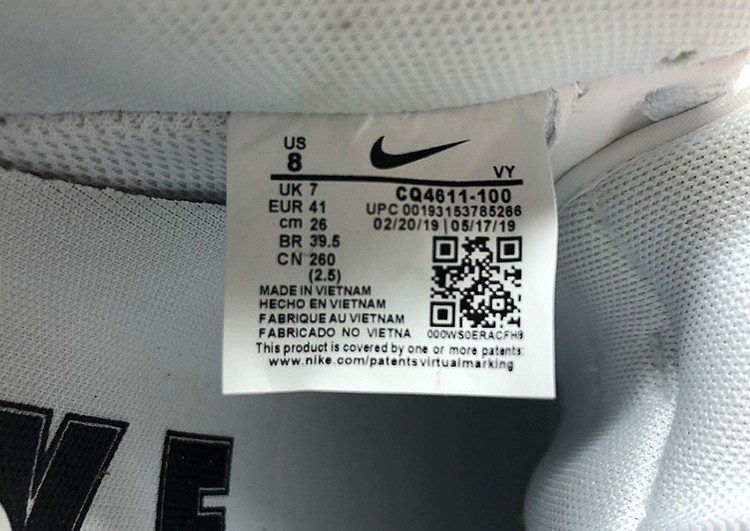 US
8
VY
UK 7
EUR 41
cm 26
BR 39.5
CN 260
(2.5)
CQ4611-100
UPC 00193153785286
02/20/19 | 05/17/19
000WS0ERACFH9
MADE IN VIETNAM
HECHO EN VIETNAM
FABRIQUE AU VIETNAM
FABRICADO NO VIETNA
This product is covered by one or more patents:
www.nike.com/patentsvirtualmarking